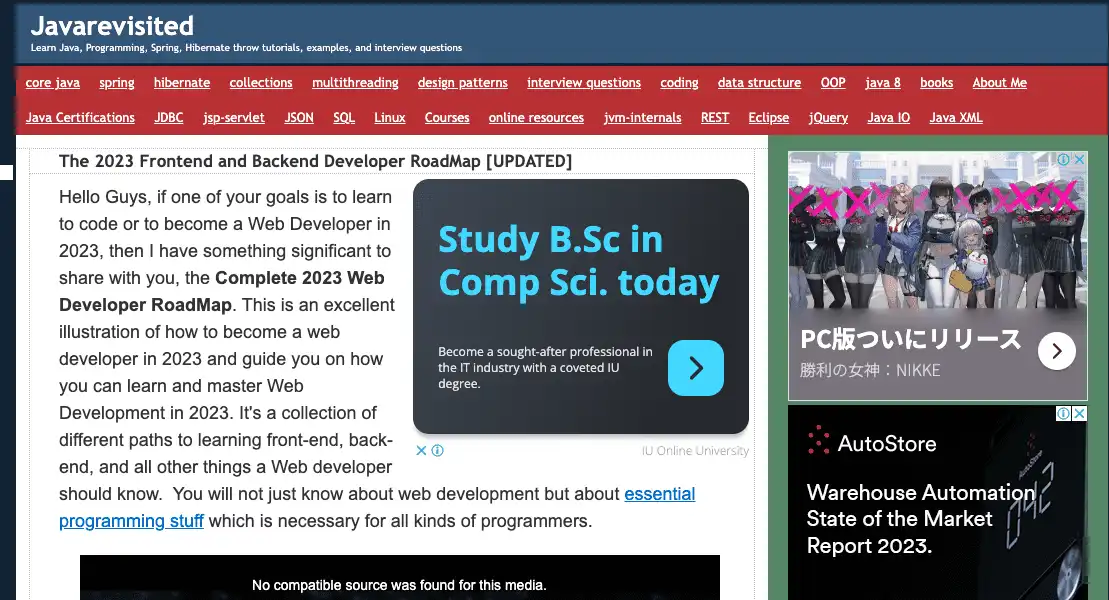 Javarevisited
Learn Java, Programming, Spring, Hibernate throw tutorials, examples, and interview questions
core java spring hibernate collections multithreading design patterns interview questions coding data structure OOP java 8 books About Me
Java Certifications JDBC jsp-servlet JSON SQL Linux Courses online resources jvm-internals REST Eclipse jQuery Java IO Java XML
The 2023 Frontend and Backend Developer RoadMap [UPDATED]
Hello Guys, if one of your goals is to learn
to code or to become a Web Developer in
2023, then I have something significant to
share with you, the Complete 2023 Web
Developer RoadMap. This is an excellent
illustration of how to become a web
developer in 2023 and guide you on how
you can learn and master Web
Development in 2023. It's a collection of
different paths to learning front-end, back-
end, and all other things a Web developer
should know.  You will not just know about web development but about essential
programming stuff which is necessary for all kinds of programmers.
Study B.Sc in
Comp Sci. today
Become a sought-after professional in
the IT industry with a coveted IU
degree.
IU Online University
No compatible source was found for this media.
PC版ついにリリース
勝利の女神：NIKKE
AutoStore
Warehouse Automation
State of the Market
Report 2023.
AutoStore
042